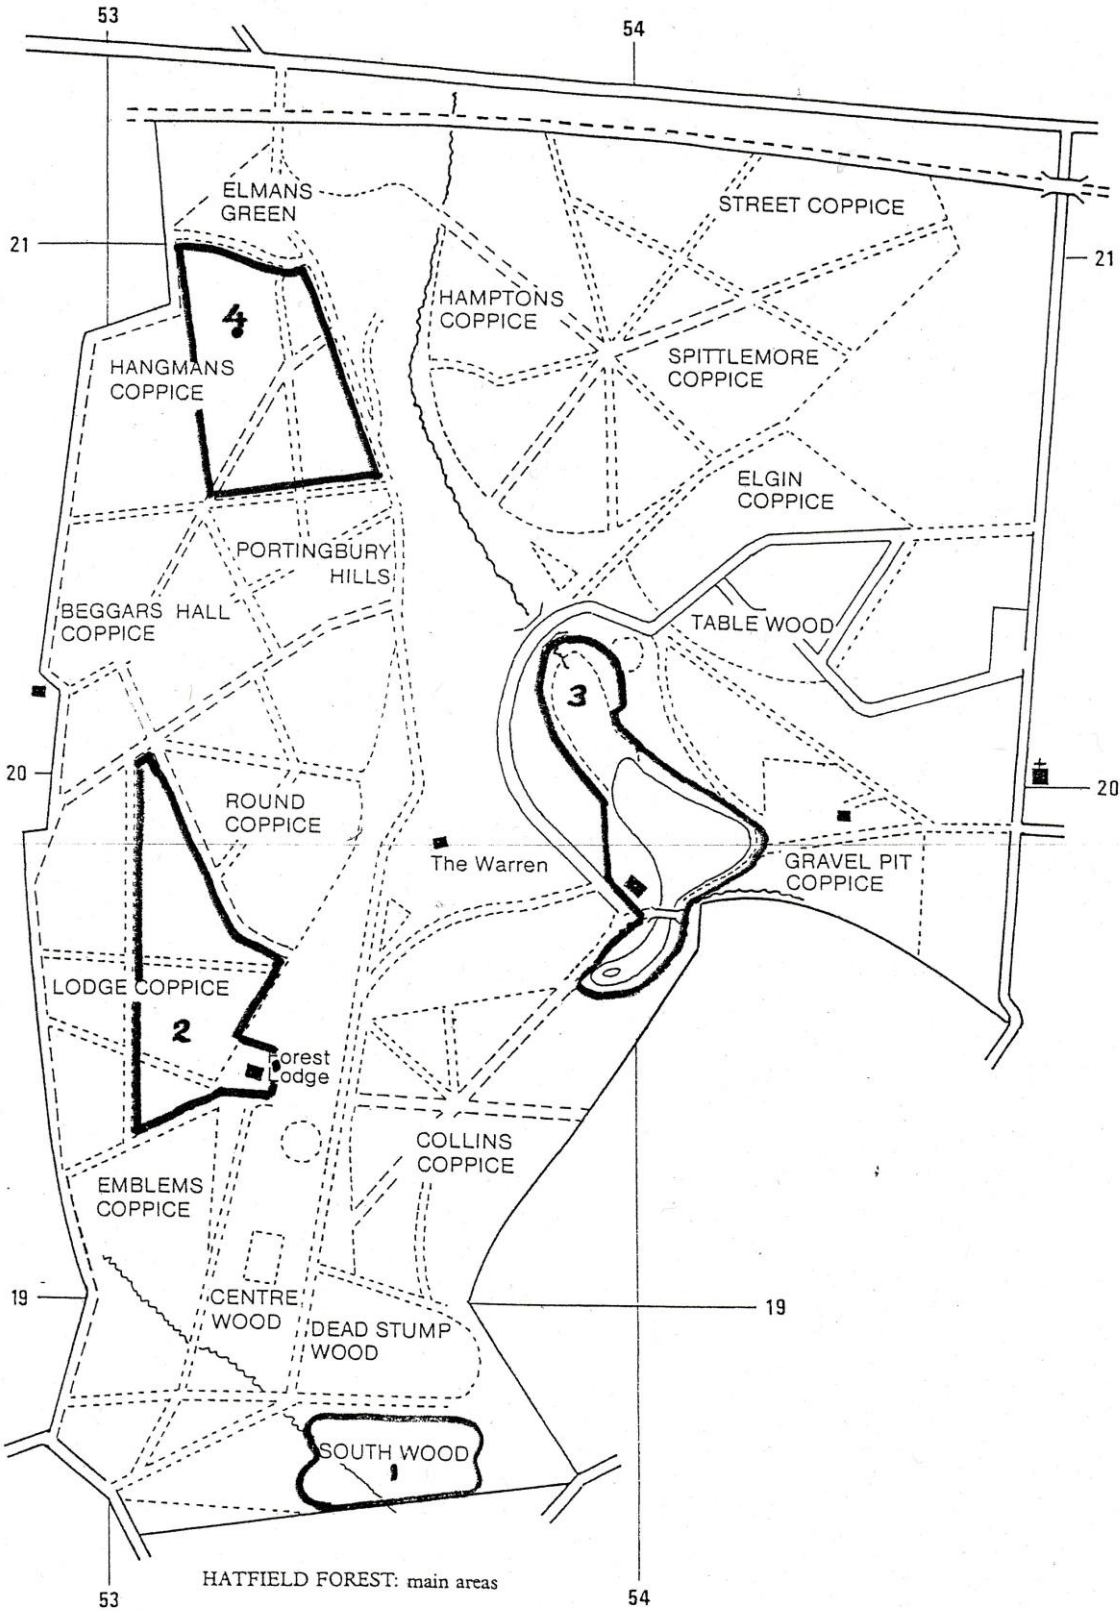 53
54
ELMANS
GREEN
STREET COPPICE
21
21
HAMPTONS
COPPICE
4
HANGMANS
COPPICE
SPITTLEMORE
COPPICE
ELGIN
COPPICE
PORTINGBURY
HILLS
BEGGARS HALL
COPPICE
TABLE WOOD
3
20
20
ROUND
COPPICE
The Warren
GRAVEL PIT
COPPICE
LODGE COPPICE
2
Forest
Lodge
COLLINS
COPPICE
EMBLEMS
COPPICE
19
19
CENTRE
WOOD
DEAD STUMP
WOOD
SOUTH WOOD
1
HATFIELD FOREST: main areas
53
54